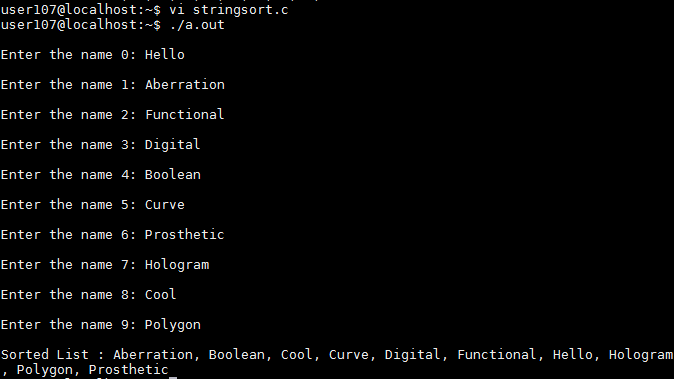 user107@localhost:~$ vi stringsort.c
user107@localhost:~$ ./a.out
Enter the name 0: Hello
Enter the name 1: Aberration
Enter the name 2: Functional
Enter the name 3: Digital
Enter the name 4: Boolean
Enter the name 5: Curve
Enter the name 6: Prosthetic
Enter the name 7: Hologram
Enter the name 8: Cool
Enter the name 9: Polygon
Sorted List : Aberration, Boolean, Cool, Curve, Digital, Functional, Hello, Hologram
, Polygon, Prosthetic